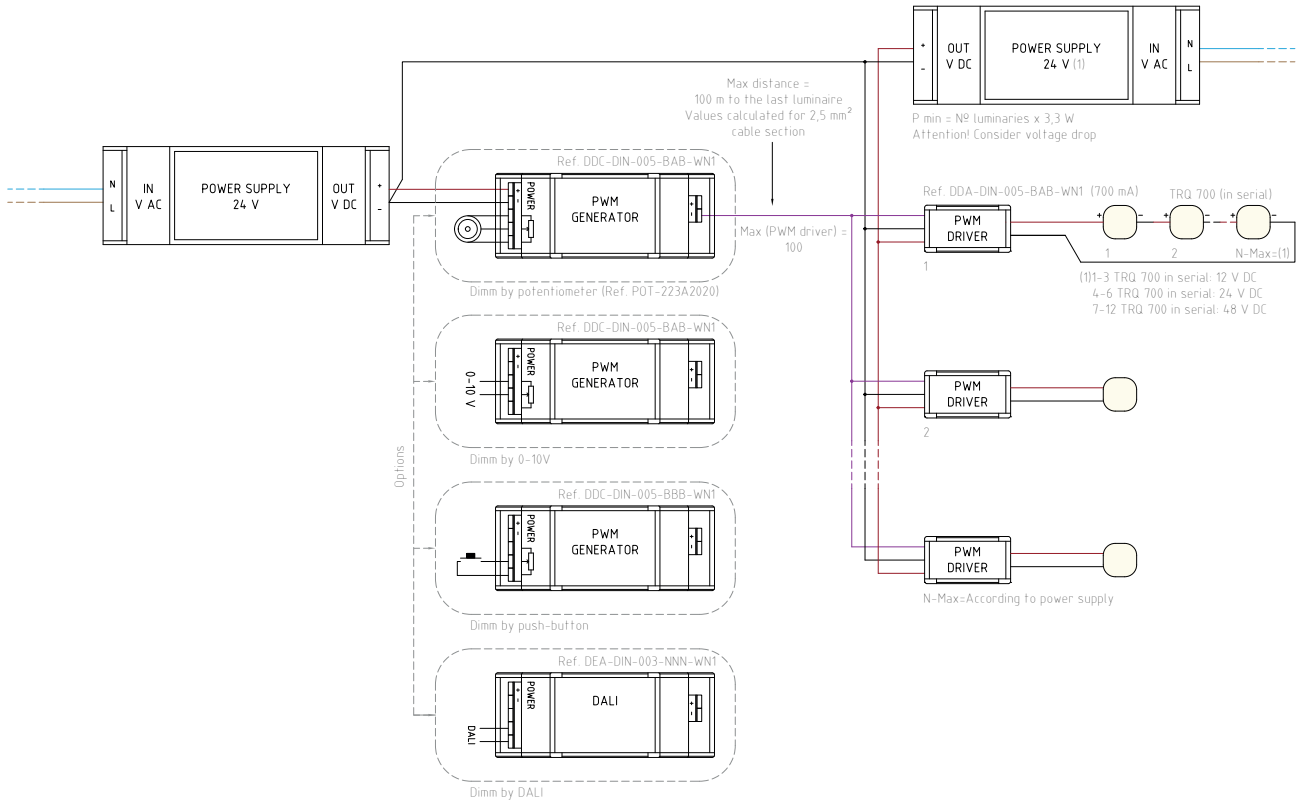 +
-
OUT
V DC
POWER SUPPLY
24 V (1)
IN
V AC
N
L
P min = Nº luminaries x 3,3 W
Attention! Consider voltage drop
Max distance =
100 m to the last luminaire
Values calculated for 2,5 mm²
cable section
N
L
IN
V AC
POWER SUPPLY
24 V
OUT
V DC
+
-
Ref. DDC-DIN-005-BAB-WN1
+
-
POWER
PWM
GENERATOR
+
-
Dimm by potentiometer (Ref. POT-223A2020)
Max (PWM driver) =
100
Ref. DDA-DIN-005-BAB-WN1 (700 mA)
TRQ 700 (in serial)
PWM
DRIVER
1
+ -
1
+ -
2
+ -
N-Max=(1)
(1)1-3 TRQ 700 in serial: 12 V DC
4-6 TRQ 700 in serial: 24 V DC
7-12 TRQ 700 in serial: 48 V DC
Options
Ref. DDC-DIN-005-BAB-WN1
0-10 V
+
-
POWER
PWM
GENERATOR
+
-
Dimm by 0-10V
PWM
DRIVER
2
Ref. DDC-DIN-005-BBB-WN1
+
-
POWER
PWM
GENERATOR
+
-
Dimm by push-button
PWM
DRIVER
N-Max=According to power supply
Ref. DEA-DIN-003-NNN-WN1
DALI
+
-
POWER
DALI
+
-
Dimm by DALI